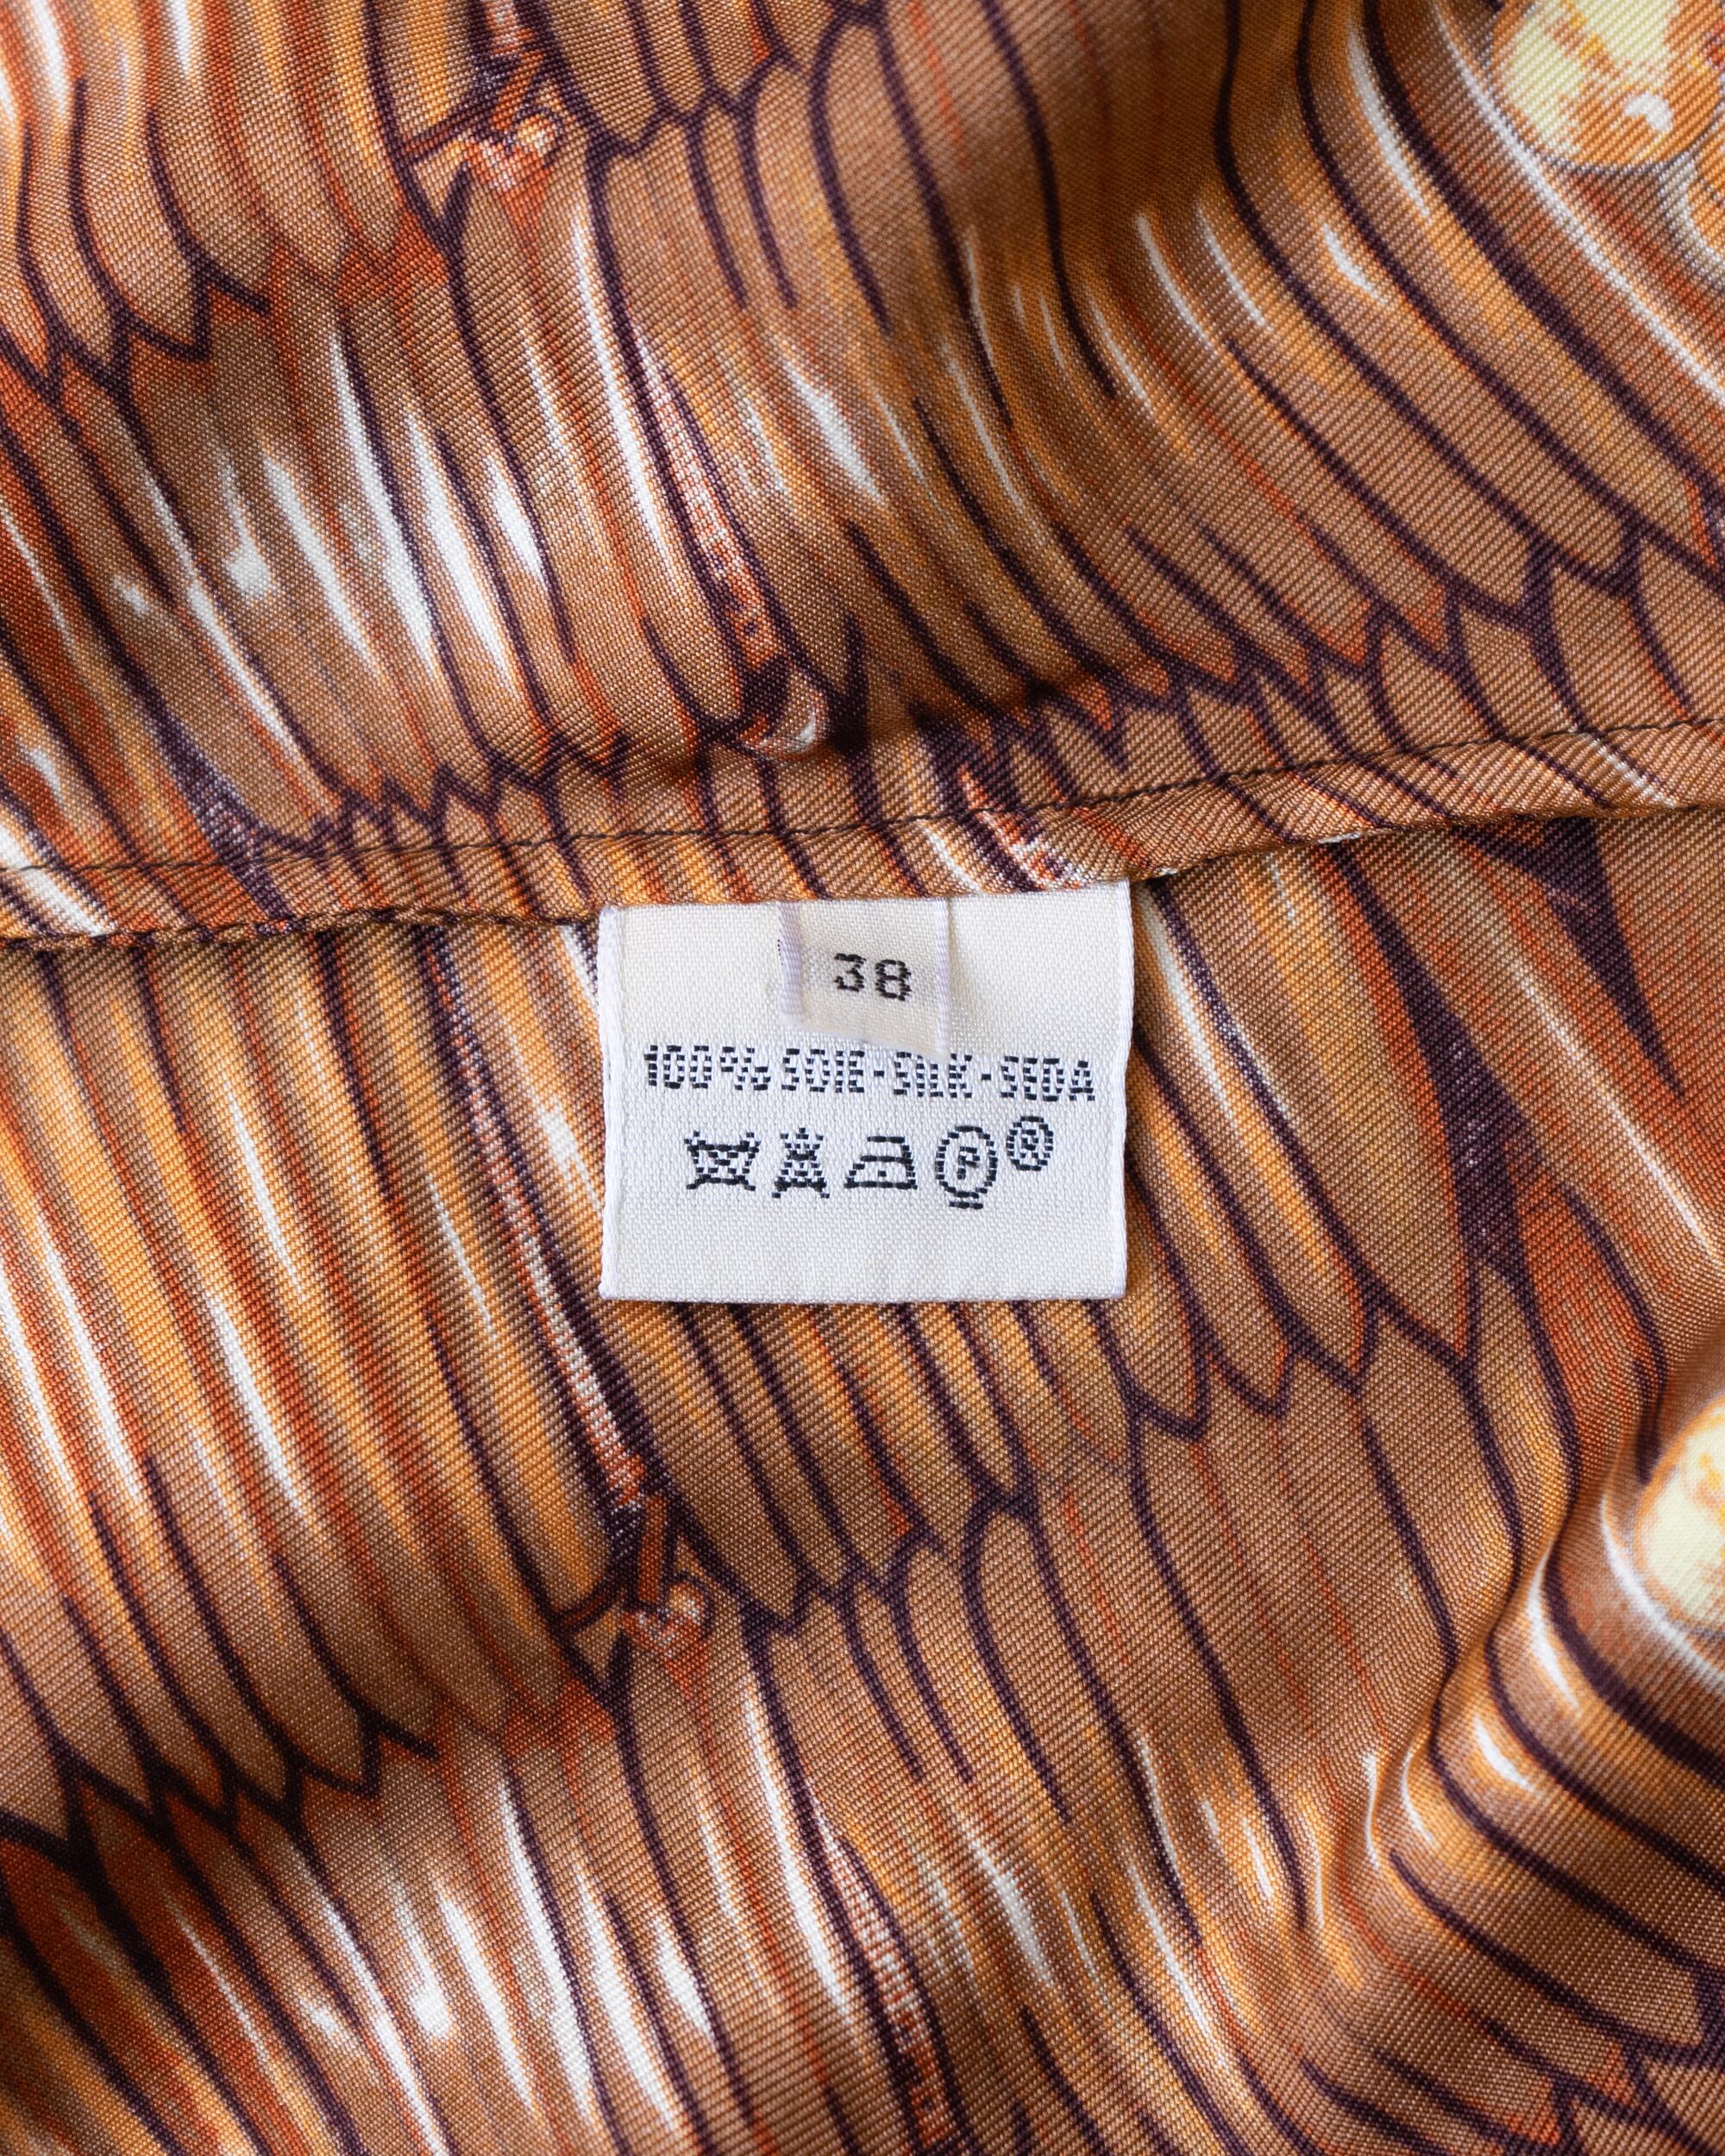 38
100% SOIE - SILK - SEDA
P ®